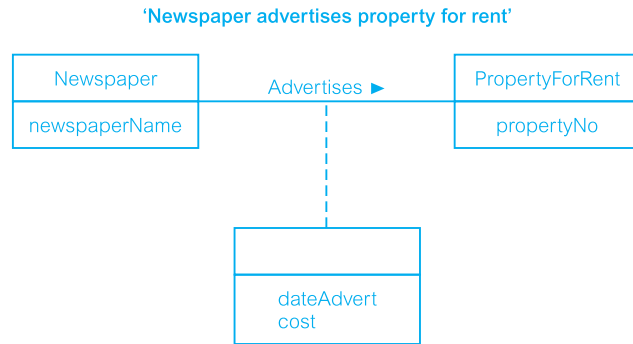 ‘Newspaper advertises property for rent’
Newspaper
Advertises ►
PropertyForRent
newspaperName
propertyNo
dateAdvert
cost